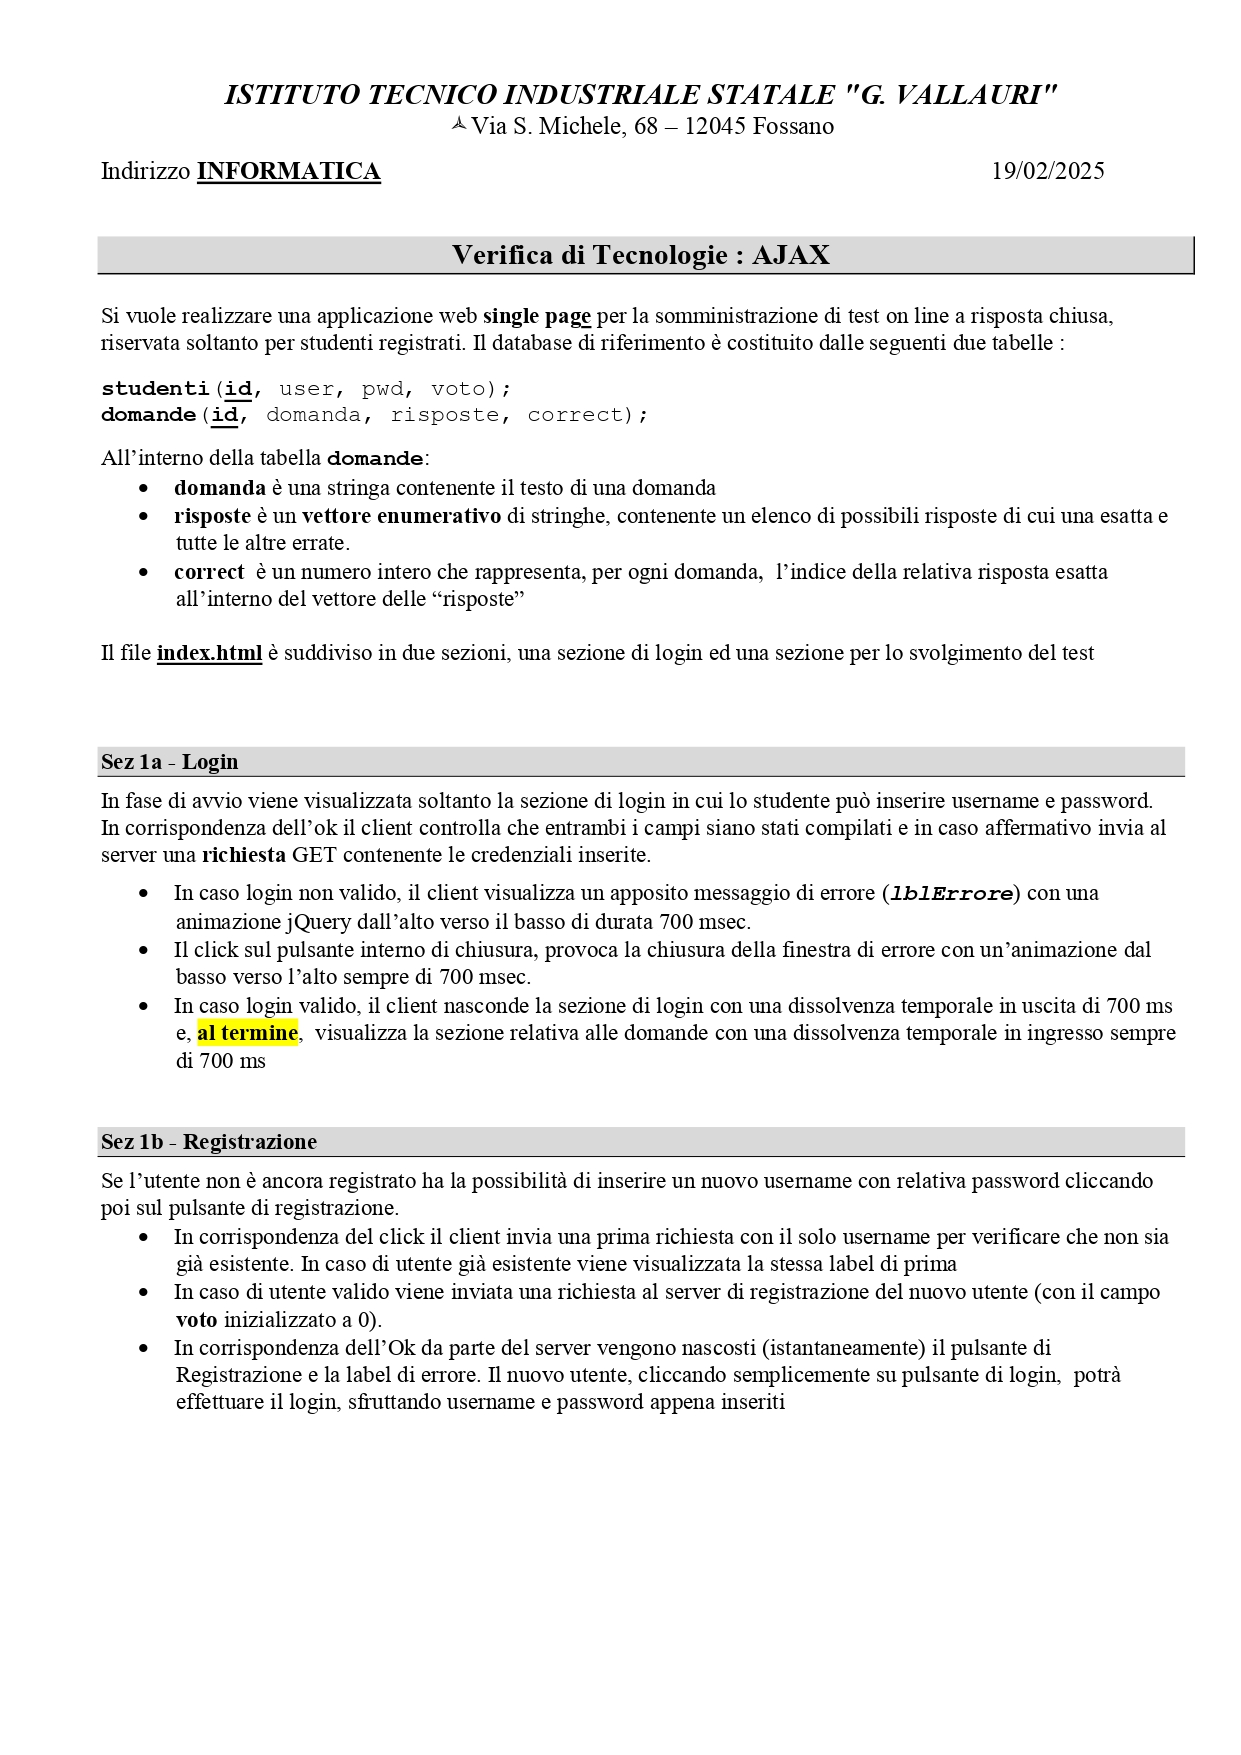 ISTITUTO TECNICO INDUSTRIALE STATALE "G. VALLAURI"
Via S. Michele, 68 – 12045 Fossano
Indirizzo INFORMATICA 19/02/2025
Verifica di Tecnologie : AJAX
Si vuole realizzare una applicazione web single page per la somministrazione di test on line a risposta chiusa,
riservata soltanto per studenti registrati. Il database di riferimento è costituito dalle seguenti due tabelle :
studenti(id, user, pwd, voto);
domande(id, domanda, risposte, correct);
All’interno della tabella domande:
• domanda è una stringa contenente il testo di una domanda
• risposte è un vettore enumerativo di stringhe, contenente un elenco di possibili risposte di cui una esatta e
tutte le altre errate.
• correct è un numero intero che rappresenta, per ogni domanda, l’indice della relativa risposta esatta
all’interno del vettore delle “risposte”
Il file index.html è suddiviso in due sezioni, una sezione di login ed una sezione per lo svolgimento del test
Sez 1a - Login
In fase di avvio viene visualizzata soltanto la sezione di login in cui lo studente può inserire username e password.
In corrispondenza dell’ok il client controlla che entrambi i campi siano stati compilati e in caso affermativo invia al
server una richiesta GET contenente le credenziali inserite.
• In caso login non valido, il client visualizza un apposito messaggio di errore (lblErrore) con una
animazione jQuery dall’alto verso il basso di durata 700 msec.
• Il click sul pulsante interno di chiusura, provoca la chiusura della finestra di errore con un’animazione dal
basso verso l’alto sempre di 700 msec.
• In caso login valido, il client nasconde la sezione di login con una dissolvenza temporale in uscita di 700 ms
e, al termine, visualizza la sezione relativa alle domande con una dissolvenza temporale in ingresso sempre
di 700 ms
Sez 1b - Registrazione
Se l’utente non è ancora registrato ha la possibilità di inserire un nuovo username con relativa password cliccando
poi sul pulsante di registrazione.
• In corrispondenza del click il client invia una prima richiesta con il solo username per verificare che non sia
già esistente. In caso di utente già esistente viene visualizzata la stessa label di prima
• In caso di utente valido viene inviata una richiesta al server di registrazione del nuovo utente (con il campo
voto inizializzato a 0).
• In corrispondenza dell’Ok da parte del server vengono nascosti (istantaneamente) il pulsante di
Registrazione e la label di errore. Il nuovo utente, cliccando semplicemente su pulsante di login, potrà
effettuare il login, sfruttando username e password appena inseriti